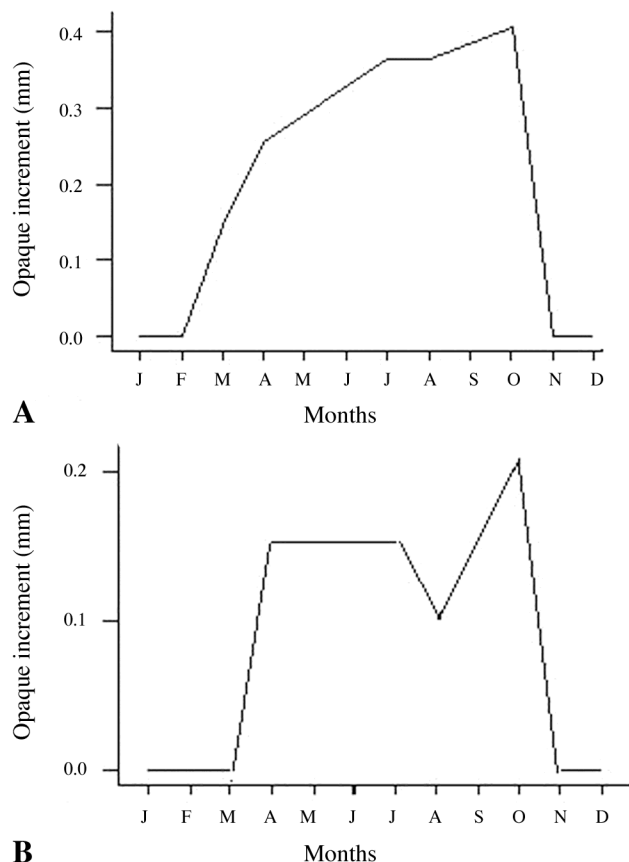 0.4
0.3
0.2
0.1
0.0
Opaque increment (mm)
J F M A M J J A S O N D
A
Months
0.2
0.1
0.0
Opaque increment (mm)
J F M A M J J A S O N D
B
Months